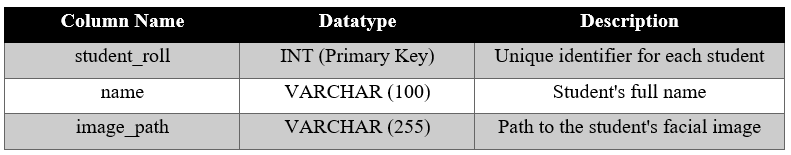 Column Name Datatype Description
student_roll INT (Primary Key) Unique identifier for each student
name VARCHAR (100) Student's full name
image_path VARCHAR (255) Path to the student's facial image